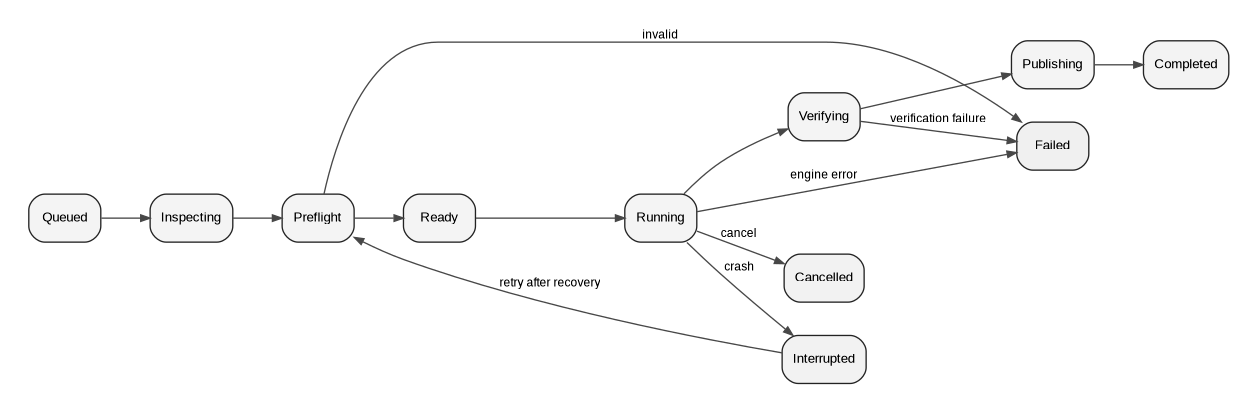 invalid
Publishing
Completed
Verifying
verification failure
Failed
engine error
Queued
Inspecting
Preflight
Ready
Running
cancel
crash
Cancelled
retry after recovery
Interrupted